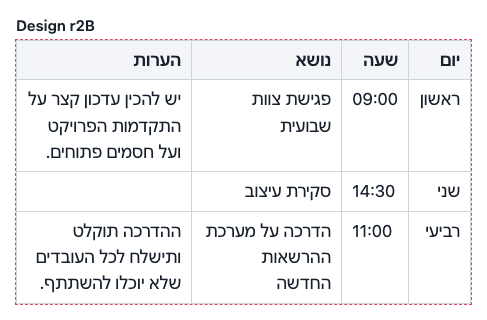 Design r2B
יום שעה נושא הערות
ראשון 09:00 פגישת צוות שבועית יש להכין עדכון קצר על התקדמות הפרויקט ועל חסמים פתוחים.
שני 14:30 סקירת עיצוב
רביעי 11:00 הדרכה על מערכת ההרשאות החדשה ההדרכה תוקלט ותישלח לכל העובדים שלא יוכלו להשתתף.